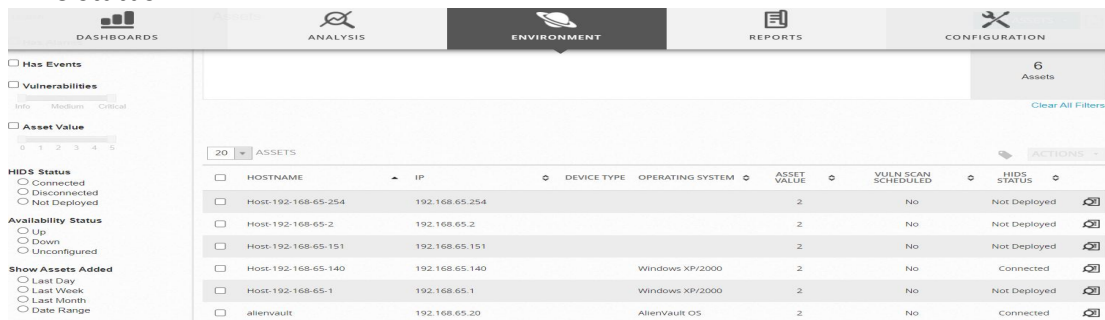 DASHBOARDS ANALYSIS ENVIRONMENT REPORTS CONFIGURATION
Has Events
Vulnerabilities
Info Medium Critical
Asset Value
0 1 2 3 4 5
HIDS Status
Connected
Disconnected
Not Deployed
Availability Status
Up
Down
Unconfigured
Show Assets Added
Last Day
Last Week
Last Month
Date Range
6
Assets
Clear All Filters
20 ASSETS ACTIONS
HOSTNAME IP DEVICE TYPE OPERATING SYSTEM ASSET VALUE VULN SCAN SCHEDULED HIDS STATUS
Host-192-168-65-254 192.168.65.254 2 No Not Deployed
Host-192-168-65-2 192.168.65.2 2 No Not Deployed
Host-192-168-65-151 192.168.65.151 2 No Not Deployed
Host-192-168-65-140 192.168.65.140 Windows XP/2000 2 No Connected
Host-192-168-65-1 192.168.65.1 Windows XP/2000 2 No Not Deployed
alienvault 192.168.65.20 AlienVault OS 2 No Connected